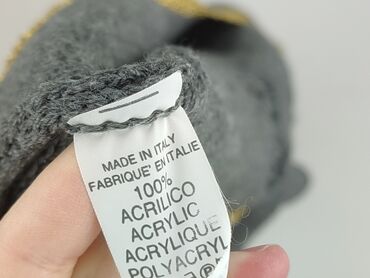 MADE IN ITALY
FABRIQUE' EN ITALIE
100%
ACRILICO
ACRYLIC
ACRYLIQUE
POLYACRYL